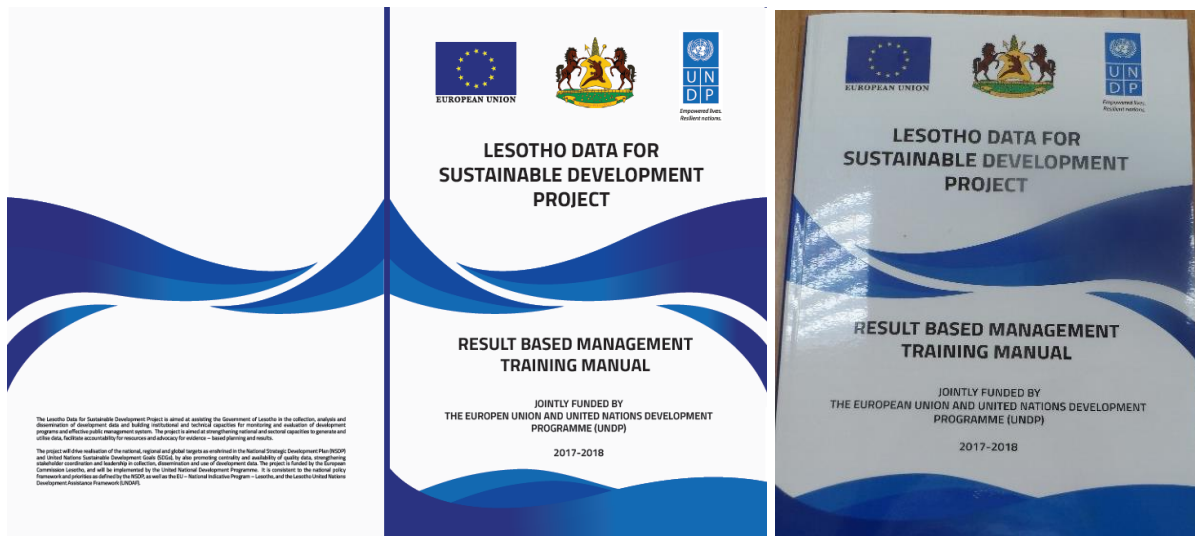 The Lesotho Data for Sustainable Development Project is aimed at assisting the Government of Lesotho in the collection, analysis and
dissemination of development data and building institutional and technical capacities for monitoring and evaluation of development
programs and effective public management system. The project is aimed at strengthening national and sectoral capacities to generate and
utilise data, facilitate accountability for resources and advocacy for evidence – based planning and results.
The project will drive realisation of the national, regional and global targets as enshrined in the National Strategic Development Plan (NSDP)
and United Nations Sustainable Development Goals (SDGs), by also promoting centrality and availability of quality data, strengthening
stakeholder coordination and leadership in collection, dissemination and use of development data. The project is funded by the European
Commission Lesotho, and will be implemented by the United National Development Programme. It is consistent to the national policy
framework and priorities as defined by the NSDP, as well as the EU – National Indicative Program – Lesotho, and the Lesotho United Nations
Development Assistance Framework (UNDAF).
EUROPEAN UNION
U N
D P
Empowered lives.
Resilient nations.
LESOTHO DATA FOR
SUSTAINABLE DEVELOPMENT
PROJECT
RESULT BASED MANAGEMENT
TRAINING MANUAL
JOINTLY FUNDED BY
THE EUROPEN UNION AND UNITED NATIONS DEVELOPMENT
PROGRAMME (UNDP)
2017-2018
EUROPEAN UNION
U N
D P
Empowered lives.
Resilient nations.
LESOTHO DATA FOR
SUSTAINABLE DEVELOPMENT
PROJECT
RESULT BASED MANAGEMENT
TRAINING MANUAL
JOINTLY FUNDED BY
THE EUROPEAN UNION AND UNITED NATIONS DEVELOPMENT
PROGRAMME (UNDP)
2017-2018